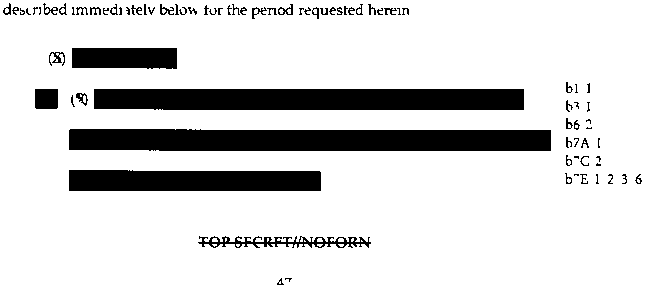 described immediately below for the period requested herein
(S)
b1 1
b3 1
b6 2
b7A 1
b7C 2
b7E 1 2 3 6
TOP SECRET//NOFORN
47